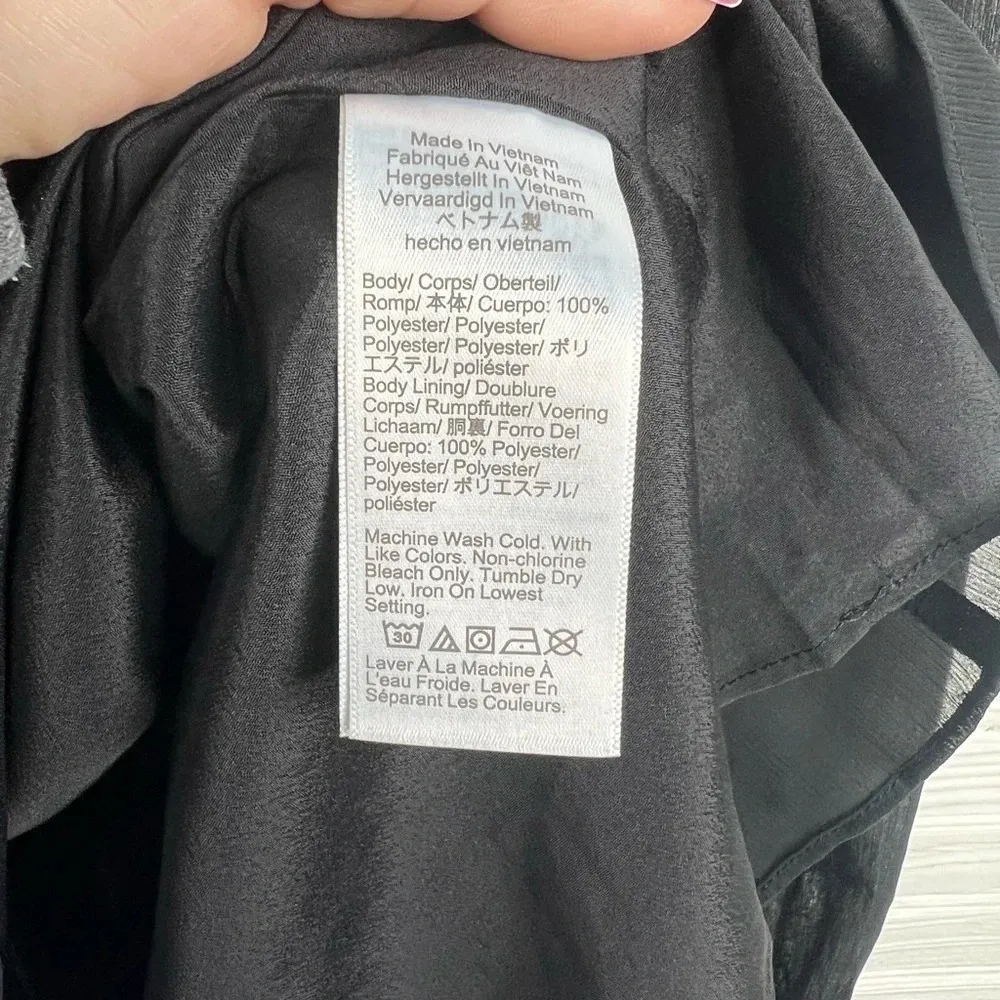 Made In Vietnam
Fabriqué Au Viêt Nam
Hergestellt In Vietnam
Vervaardigd In Vietnam
ベトナム製
hecho en vietnam
Body/ Corps/ Oberteil/
Romp/ 本体/ Cuerpo: 100%
Polyester/ Polyester/
Polyester/ Polyester/ ポリ
エステル/ poliéster
Body Lining/ Doublure
Corps/ Rumpffutter/ Voering
Lichaam/ 胴裏/ Forro Del
Cuerpo: 100% Polyester/
Polyester/ Polyester/
Polyester/ ポリエステル/
poliéster
Machine Wash Cold. With
Like Colors. Non-chlorine
Bleach Only. Tumble Dry
Low. Iron On Lowest
Setting.
30
Laver À La Machine À
L'eau Froide. Laver En
Séparant Les Couleurs.